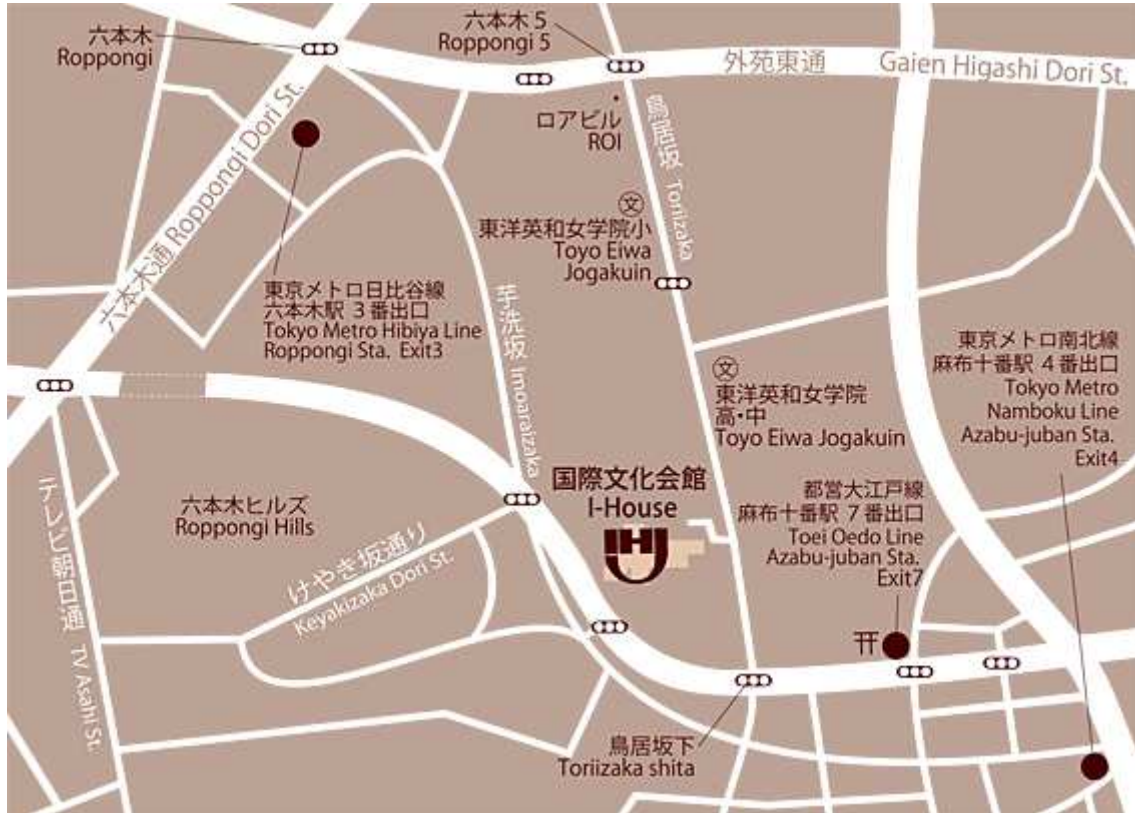 六本木
Roppongi
六本木 5
Roppongi 5
外苑東通 Gaien Higashi Dori St.
六本木通 Roppongi Dori St.
ロアビル
ROI
鳥居坂 Toriizaka
文
東洋英和女学院小
Toyo Eiwa
Jogakuin
東京メトロ日比谷線
六本木駅 3番出口
Tokyo Metro Hibiya Line
Roppongi Sta. Exit3
芋洗坂 Imoaraizaka
東京メトロ南北線
麻布十番駅 4番出口
Tokyo Metro
Namboku Line
Azabu-juban Sta.
Exit4
文
東洋英和女学院
高・中
Toyo Eiwa Jogakuin
国際文化会館
I-House
IHJ
都営大江戸線
麻布十番駅 7番出口
Toei Oedo Line
Azabu-juban Sta.
Exit7
六本木ヒルズ
Roppongi Hills
けやき坂通り
Keyakizaka Dori St.
テレビ朝日通 TV Asahi St.
鳥居坂下
Toriizaka shita